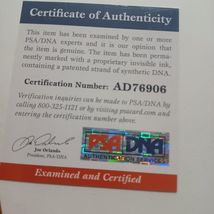 Certificate of Authenticity
This item has been examined by one or more
PSA/DNA experts and it is our opinion that
the item is genuine. The item has been perma-
nently marked with a proprietary invisible ink,
containing a patented strand of synthetic DNA.
Certification Number: AD76906
Verification inquiries can be made to PSA/DNA by
calling 800-325-1121 or visiting psacard.com and
entering the certification number above.
Joe Orlando
President, PSA/DNA
PSA/DNA
AUTHENTICATION SERVICES
Examined and Certified